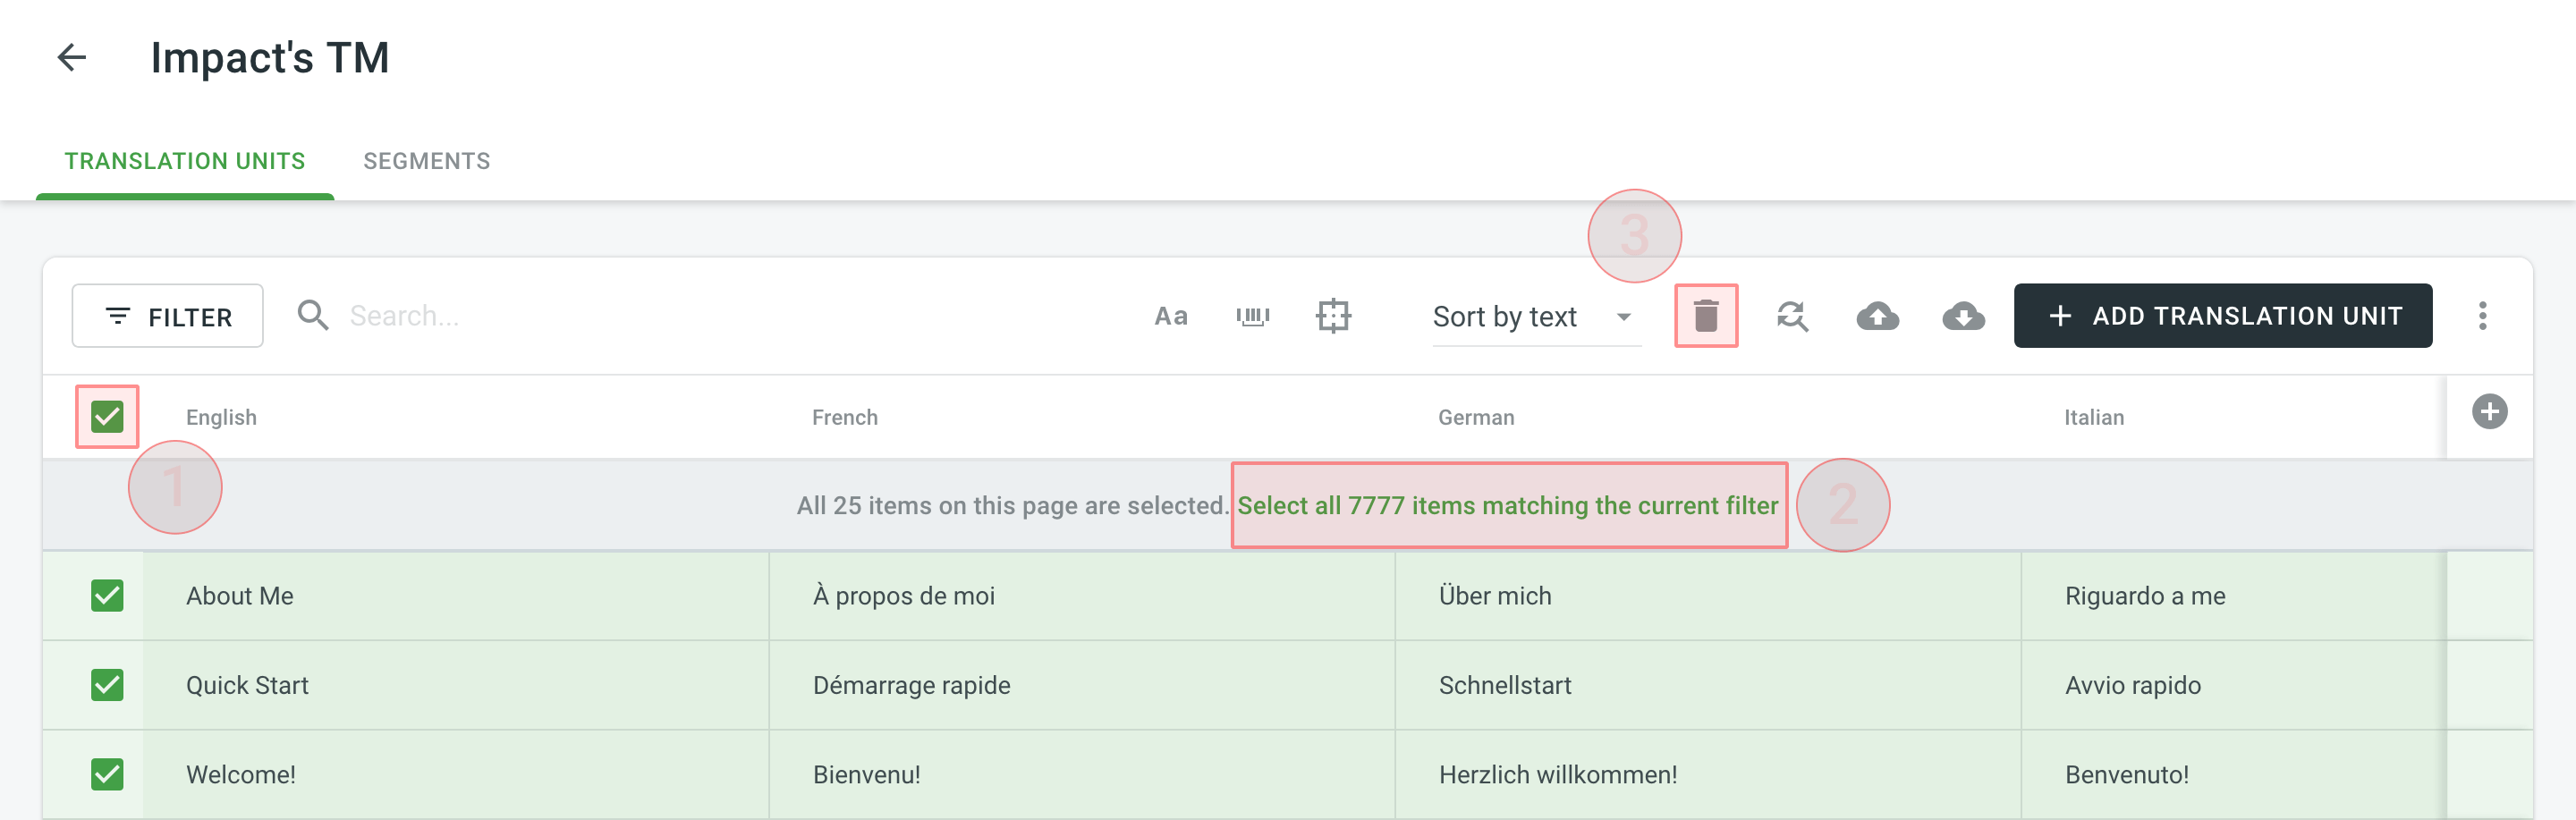 Impact's TM
TRANSLATION UNITS SEGMENTS
3
FILTER Search... Aa Sort by text + ADD TRANSLATION UNIT
English French German Italian
1
All 25 items on this page are selected. Select all 7777 items matching the current filter 2
About Me À propos de moi Über mich Riguardo a me
Quick Start Démarrage rapide Schnellstart Avvio rapido
Welcome! Bienvenu! Herzlich willkommen! Benvenuto!